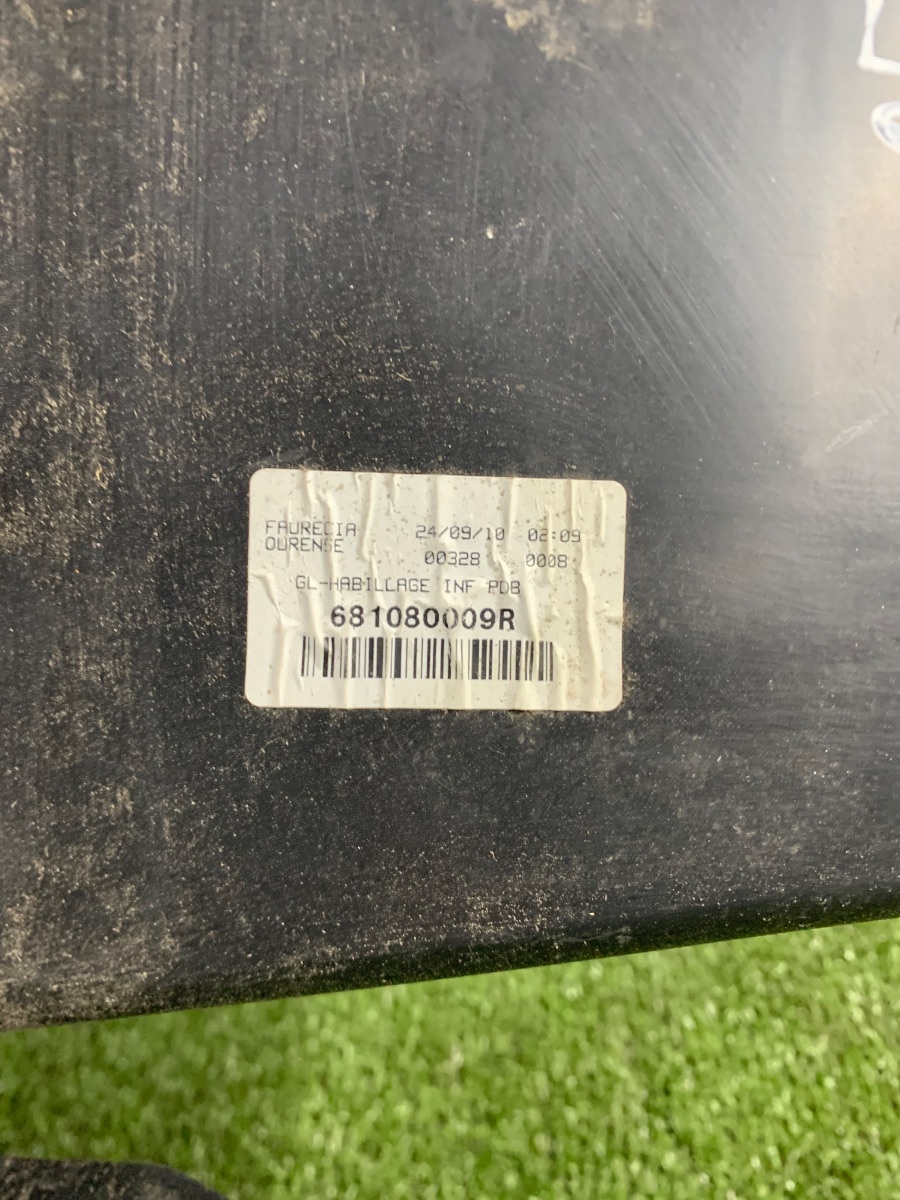 FAURECIA 24/09/10 02:09
OURENSE 00328 0008
GL-HABILLAGE INF PDB
681080009R